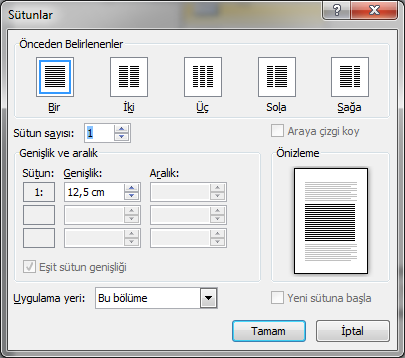 Sütunlar
Önceden Belirlenenler
Bir İki Üç Sola Sağa
Sütun sayısı: 1 Araya çizgi koy
Genişlik ve aralık Önizleme
Sütun: Genişlik: Aralık:
1: 12,5 cm
Eşit sütun genişliği
Uygulama yeri: Bu bölüme Yeni sütuna başla
Tamam İptal